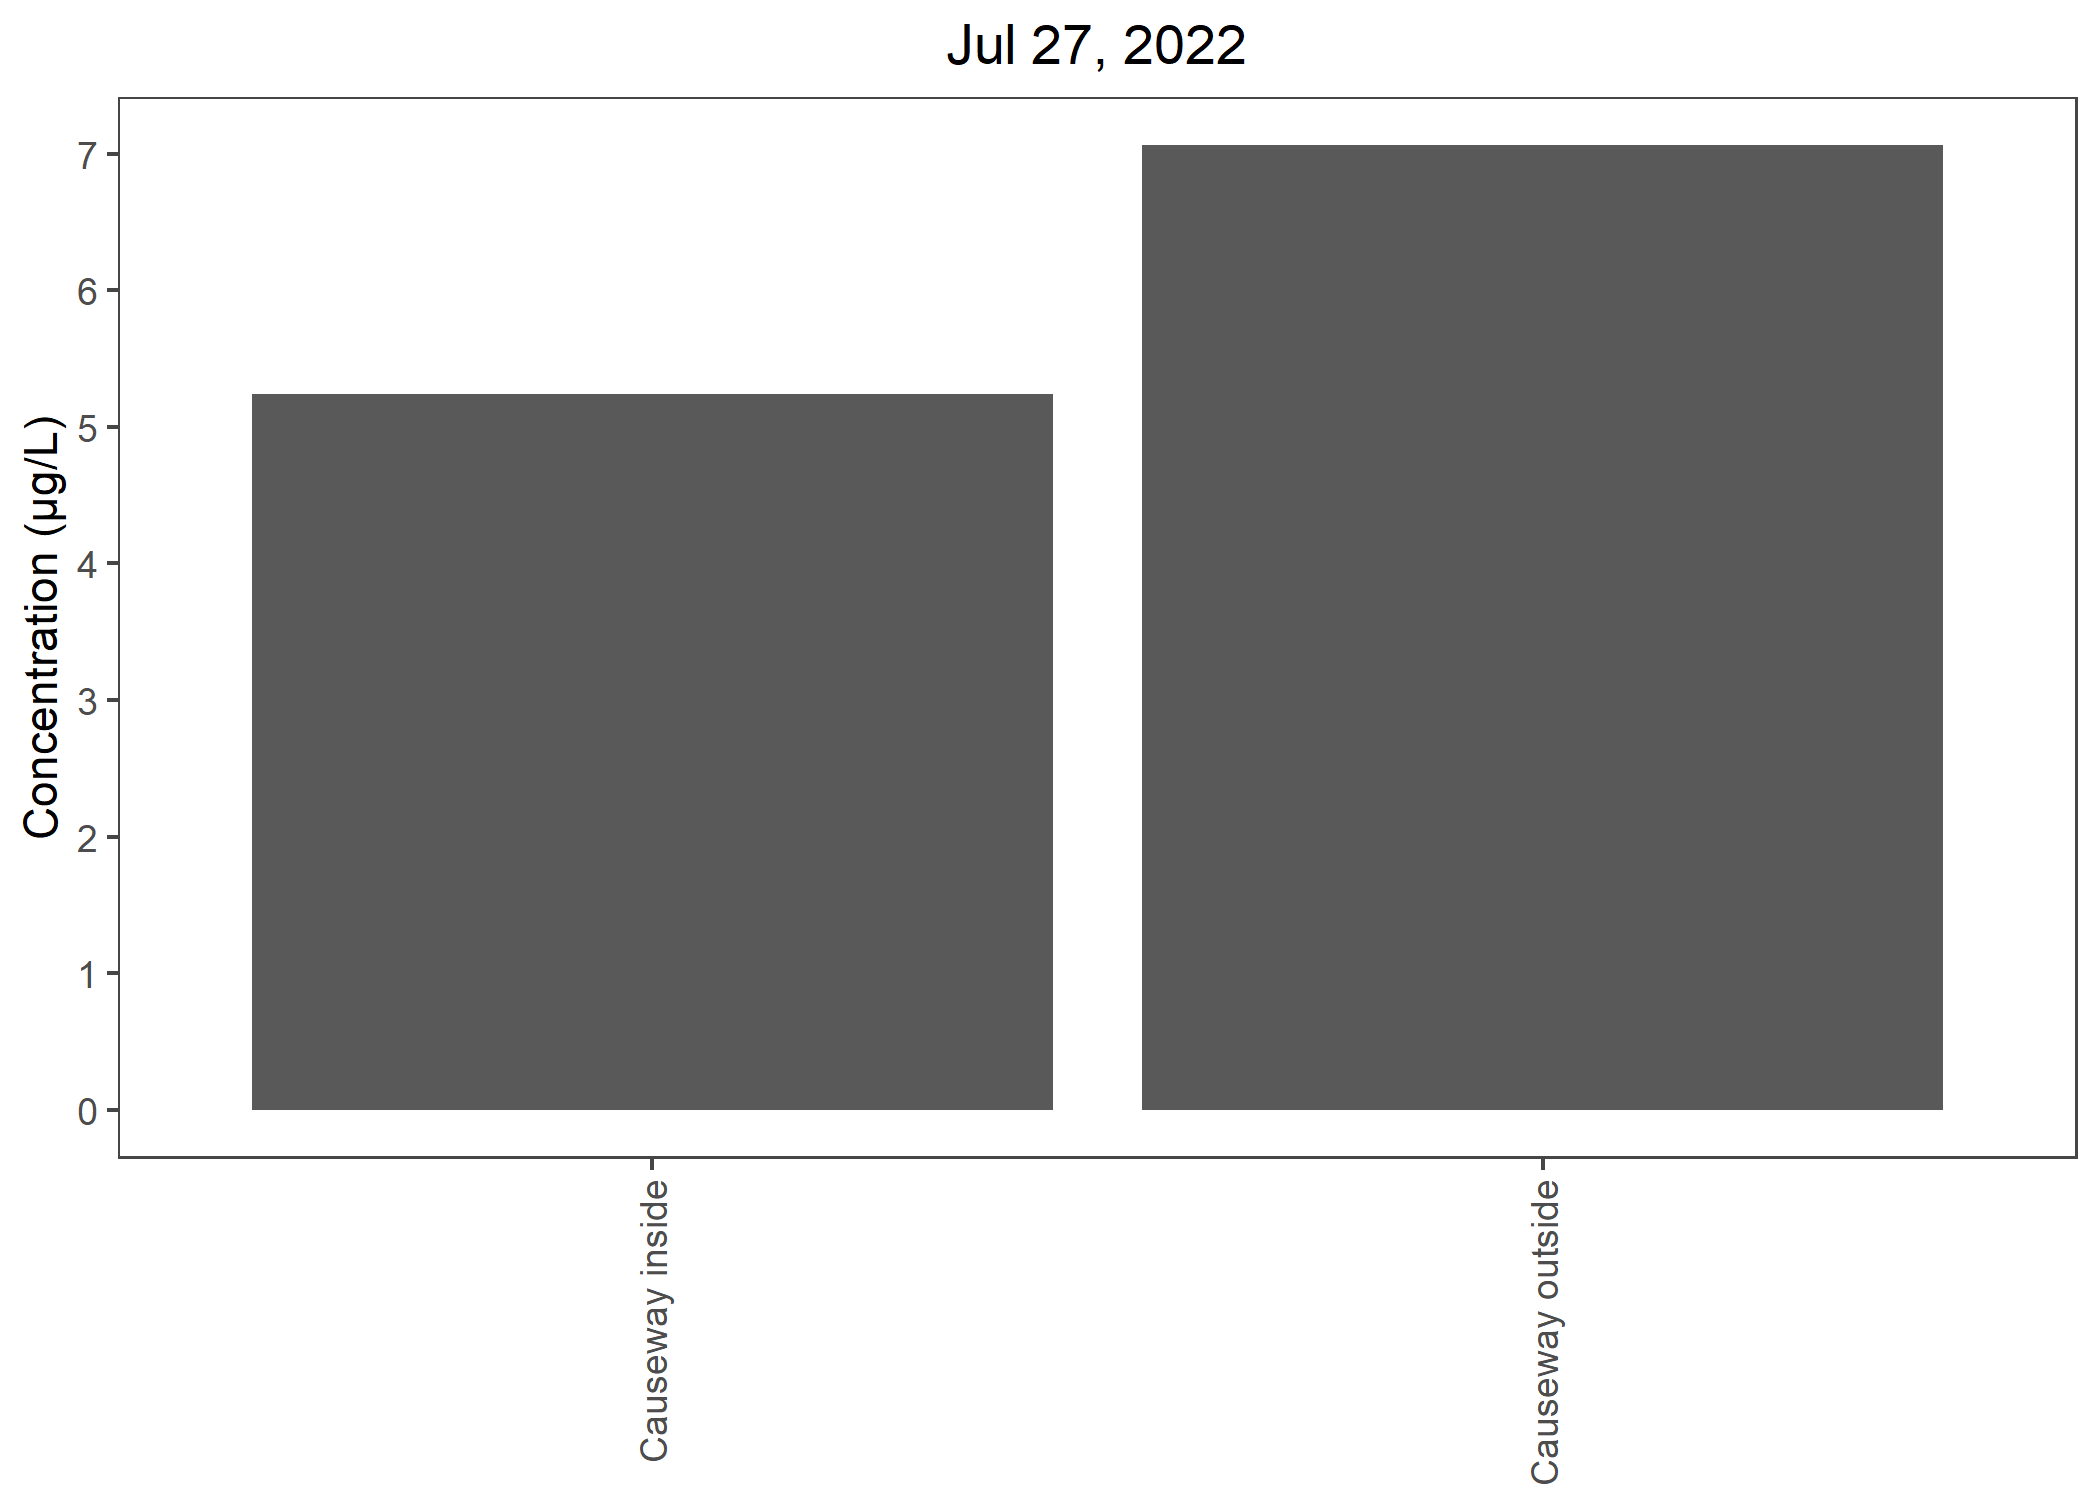 Jul 27, 2022
Concentration (µg/L)
7
6
5
4
3
2
1
0
Causeway inside
Causeway outside